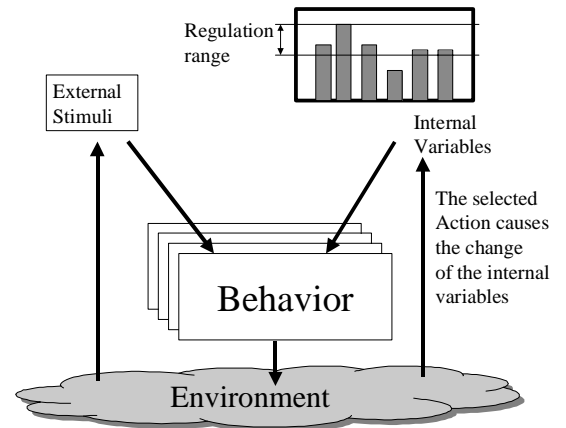 Regulation
range
External
Stimuli
Internal
Variables
The selected
Action causes
the change
of the internal
variables
Behavior
Environment